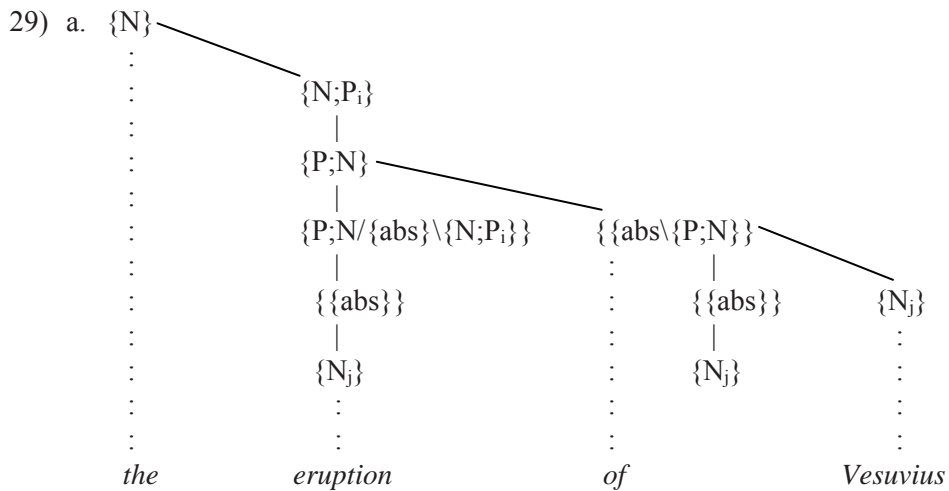 29) a. {N}
{N;Pᵢ}
{P;N}
{P;N/{abs}\{N;Pᵢ}} {{abs\{P;N}}
{{abs}} {{abs}} {Nⱼ}
{Nⱼ} {Nⱼ}
the eruption of Vesuvius